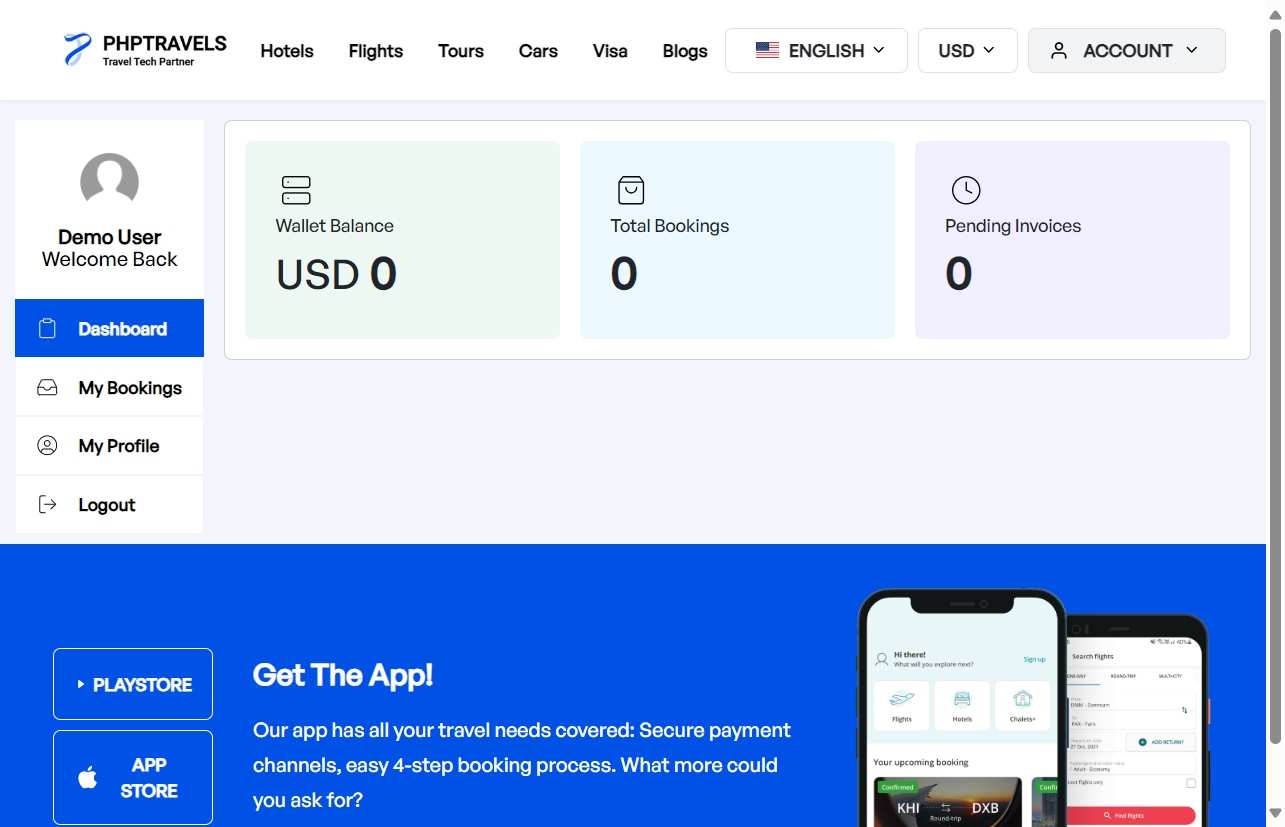 PHPTRAVELS
Travel Tech Partner
Hotels Flights Tours Cars Visa Blogs ENGLISH USD ACCOUNT
Demo User
Welcome Back
Dashboard
My Bookings
My Profile
Logout
Wallet Balance
USD 0
Total Bookings
0
Pending Invoices
0
PLAYSTORE
APP
STORE
Get The App!
Our app has all your travel needs covered: Secure payment
channels, easy 4-step booking process. What more could
you ask for?
Hi there!
What will you explore next?
Sign up
Flights Hotels Chalets+
Your upcoming booking
Confirmed
KHI DXB
Round-trip
Search flights
ROUND-TRIP MULTI-CITY
DMM - Dammam
PAR - Paris
27 Oct, 2021
ADD RETURN?
1 Adult - Economy
Find flights